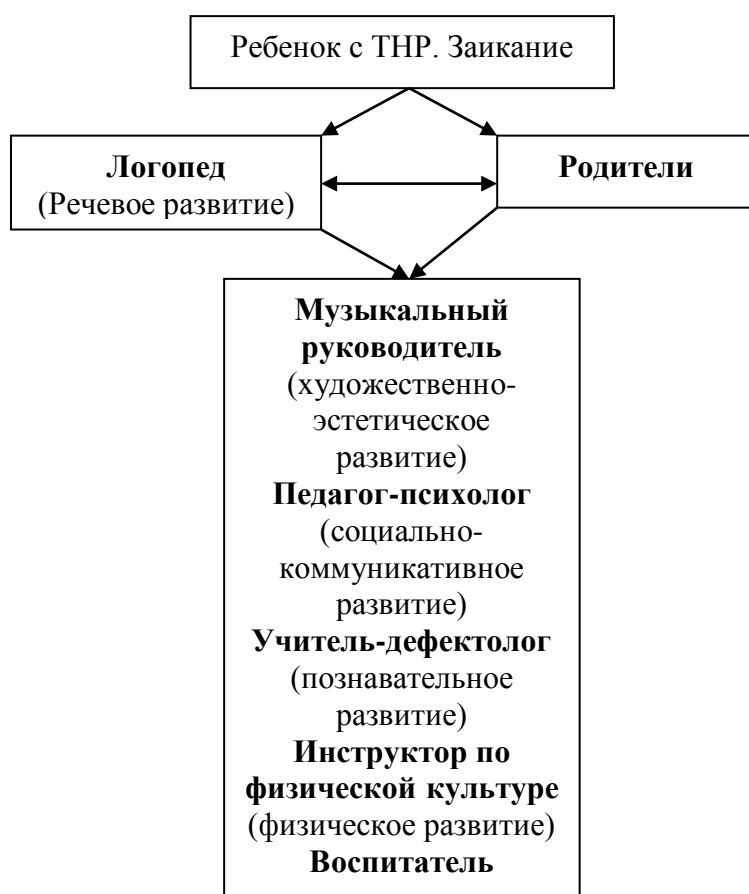 Ребенок с ТНР. Заикание
Логопед
(Речевое развитие)
Родители
Музыкальный
руководитель
(художественно-
эстетическое
развитие)
Педагог-психолог
(социально-
коммуникативное
развитие)
Учитель-дефектолог
(познавательное
развитие)
Инструктор по
физической культуре
(физическое развитие)
Воспитатель